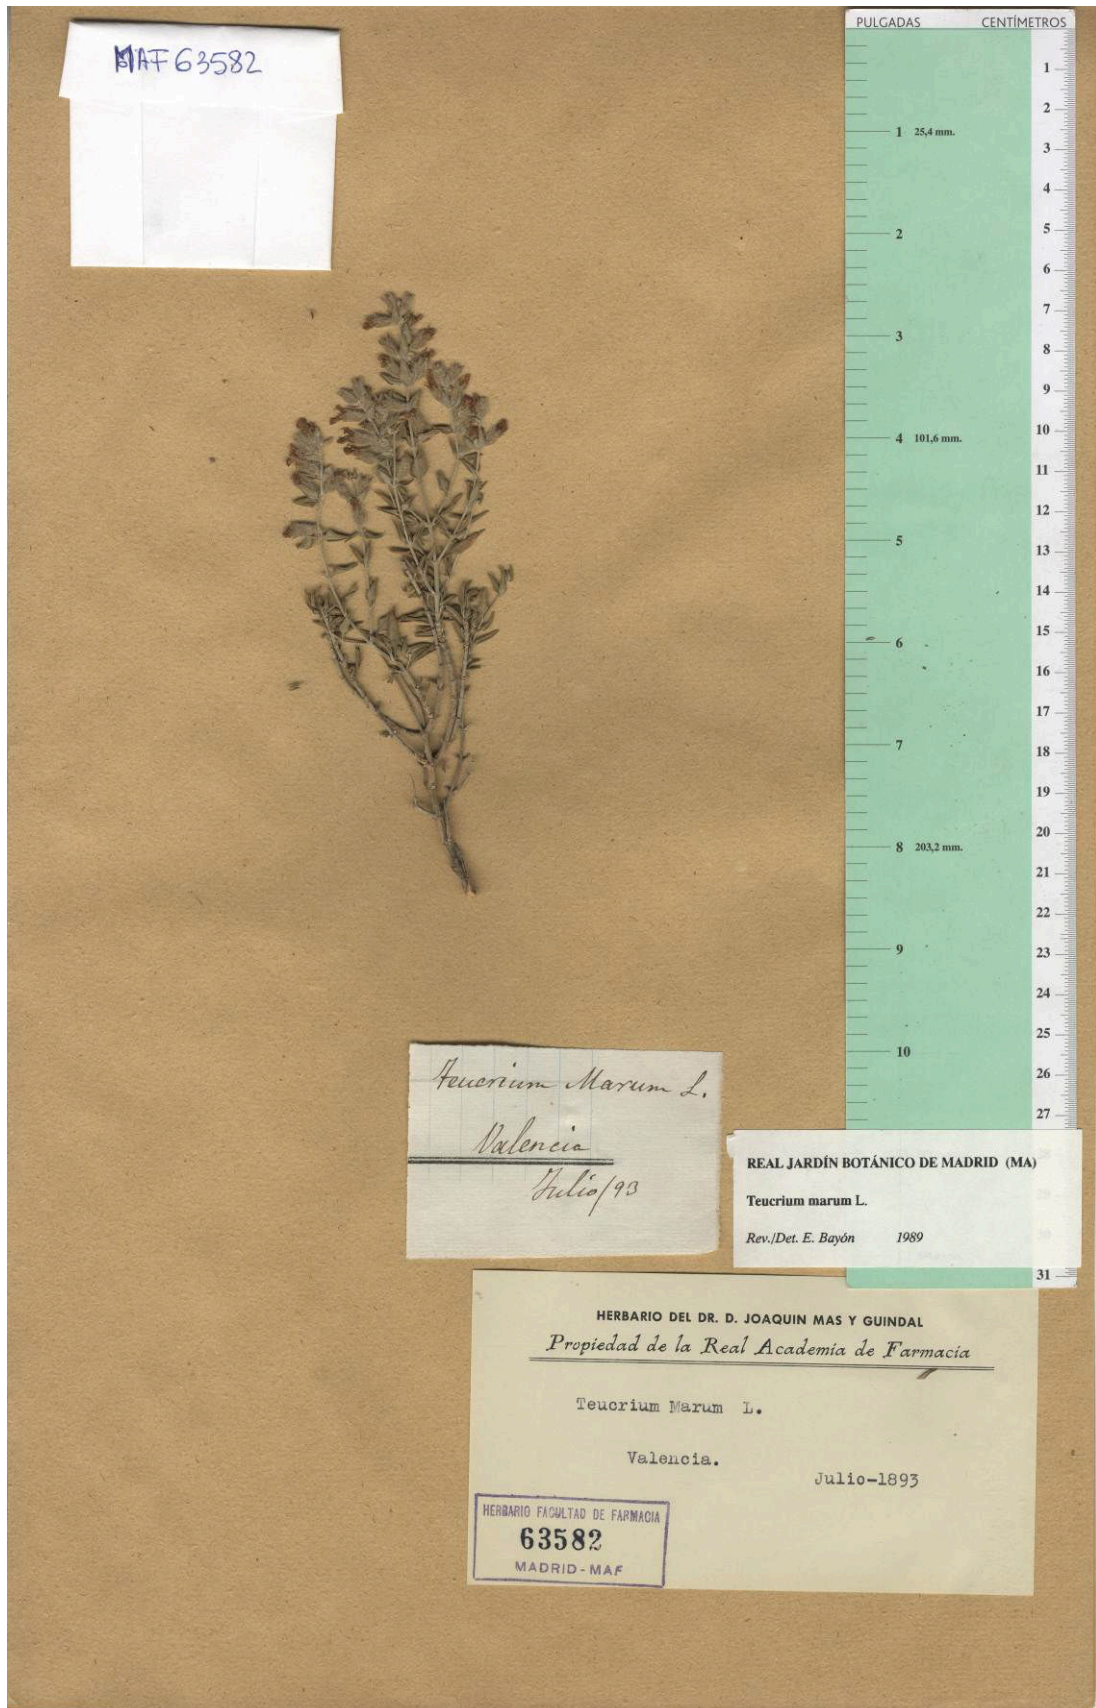 MAF 63582
PULGADAS CENTÍMETROS
1 25,4 mm.
2
3
4 101,6 mm.
5
6
7
8 203,2 mm.
9
10
1
2
3
4
5
6
7
8
9
10
11
12
13
14
15
16
17
18
19
20
21
22
23
24
25
26
27
31
Teucrium Marum L.
Valencia
Julio/93
REAL JARDÍN BOTÁNICO DE MADRID (MA)
Teucrium marum L.
Rev./Det. E. Bayón 1989
HERBARIO DEL DR. D. JOAQUIN MAS Y GUINDAL
Propiedad de la Real Academia de Farmacia
Teucrium Marum L.
Valencia.
Julio-1893
HERBARIO FACULTAD DE FARMACIA
63582
MADRID - MAF